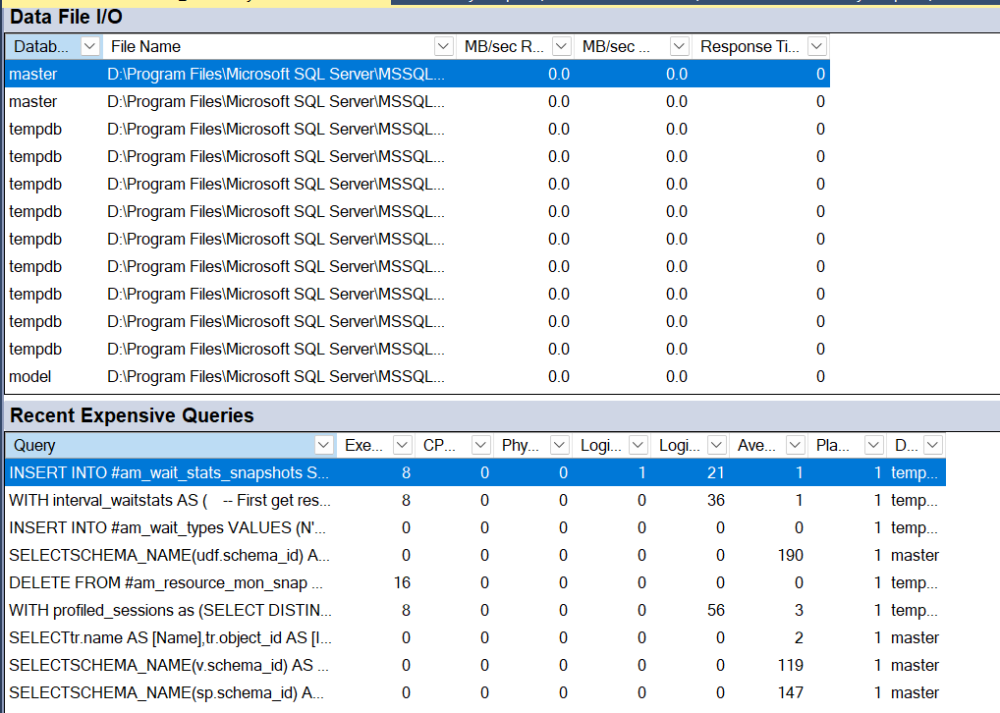 Data File I/O
Datab... File Name MB/sec R... MB/sec ... Response Ti...
master D:\Program Files\Microsoft SQL Server\MSSQL... 0.0 0.0 0
master D:\Program Files\Microsoft SQL Server\MSSQL... 0.0 0.0 0
tempdb D:\Program Files\Microsoft SQL Server\MSSQL... 0.0 0.0 0
tempdb D:\Program Files\Microsoft SQL Server\MSSQL... 0.0 0.0 0
tempdb D:\Program Files\Microsoft SQL Server\MSSQL... 0.0 0.0 0
tempdb D:\Program Files\Microsoft SQL Server\MSSQL... 0.0 0.0 0
tempdb D:\Program Files\Microsoft SQL Server\MSSQL... 0.0 0.0 0
tempdb D:\Program Files\Microsoft SQL Server\MSSQL... 0.0 0.0 0
tempdb D:\Program Files\Microsoft SQL Server\MSSQL... 0.0 0.0 0
tempdb D:\Program Files\Microsoft SQL Server\MSSQL... 0.0 0.0 0
tempdb D:\Program Files\Microsoft SQL Server\MSSQL... 0.0 0.0 0
model D:\Program Files\Microsoft SQL Server\MSSQL... 0.0 0.0 0
Recent Expensive Queries
Query Exe... CP... Phy... Logi... Logi... Ave... Pla... D...
INSERT INTO #am_wait_stats_snapshots S... 8 0 0 1 21 1 1 temp...
WITH interval_waitstats AS ( -- First get res... 8 0 0 0 36 1 1 temp...
INSERT INTO #am_wait_types VALUES (N'... 0 0 0 0 0 0 1 temp...
SELECTSCHEMA_NAME(udf.schema_id) A... 0 0 0 0 0 190 1 master
DELETE FROM #am_resource_mon_snap ... 16 0 0 0 0 0 1 temp...
WITH profiled_sessions as (SELECT DISTIN... 8 0 0 0 56 3 1 temp...
SELECTtr.name AS [Name],tr.object_id AS [I... 0 0 0 0 0 2 1 master
SELECTSCHEMA_NAME(v.schema_id) AS ... 0 0 0 0 0 119 1 master
SELECTSCHEMA_NAME(sp.schema_id) A... 0 0 0 0 0 147 1 master